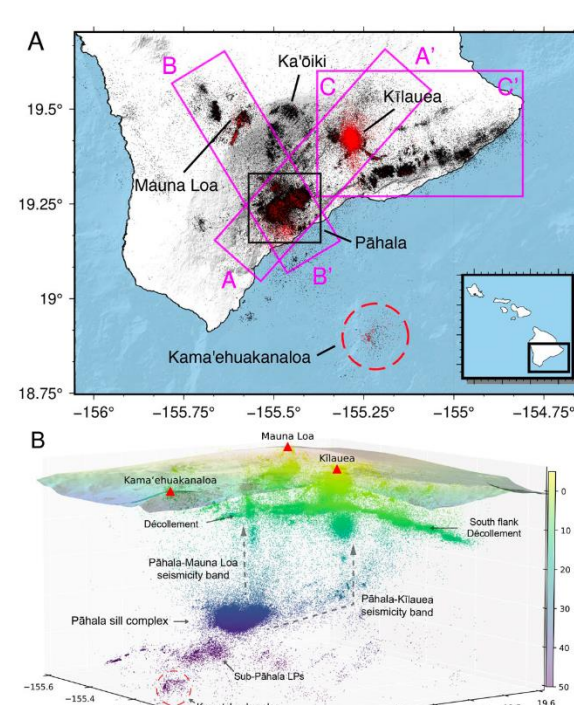 A
B
Ka'ōiki
A'
C
Kīlauea
C'
19.5°
Mauna Loa
19.25°
Pāhala
A
B'
19°
Kama'ehuakanaloa
18.75°
−156° −155.75° −155.5° −155.25° −155° −154.75°
B
Mauna Loa
Kīlauea
Kama'ehuakanaloa
0
Décollement
South flank
Décollement
10
Pāhala-Mauna Loa
seismicity band
20
Pāhala-Kīlauea
seismicity band
30
Pāhala sill complex
40
Sub-Pāhala LPs
−155.6
−155.4
19.6
50